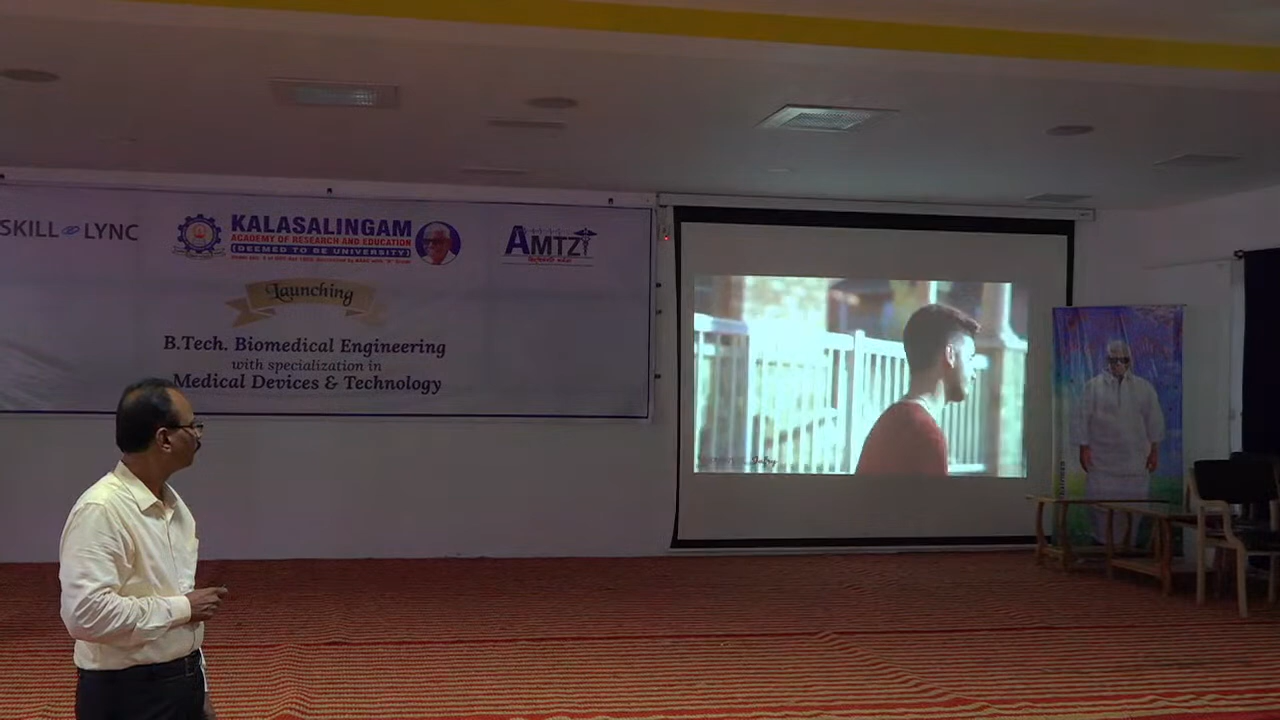 SKILL LYNC
KALASALINGAM
ACADEMY OF RESEARCH AND EDUCATION
(DEEMED TO BE UNIVERSITY)
AMTZ
Launching
B.Tech. Biomedical Engineering
with specialization in
Medical Devices & Technology